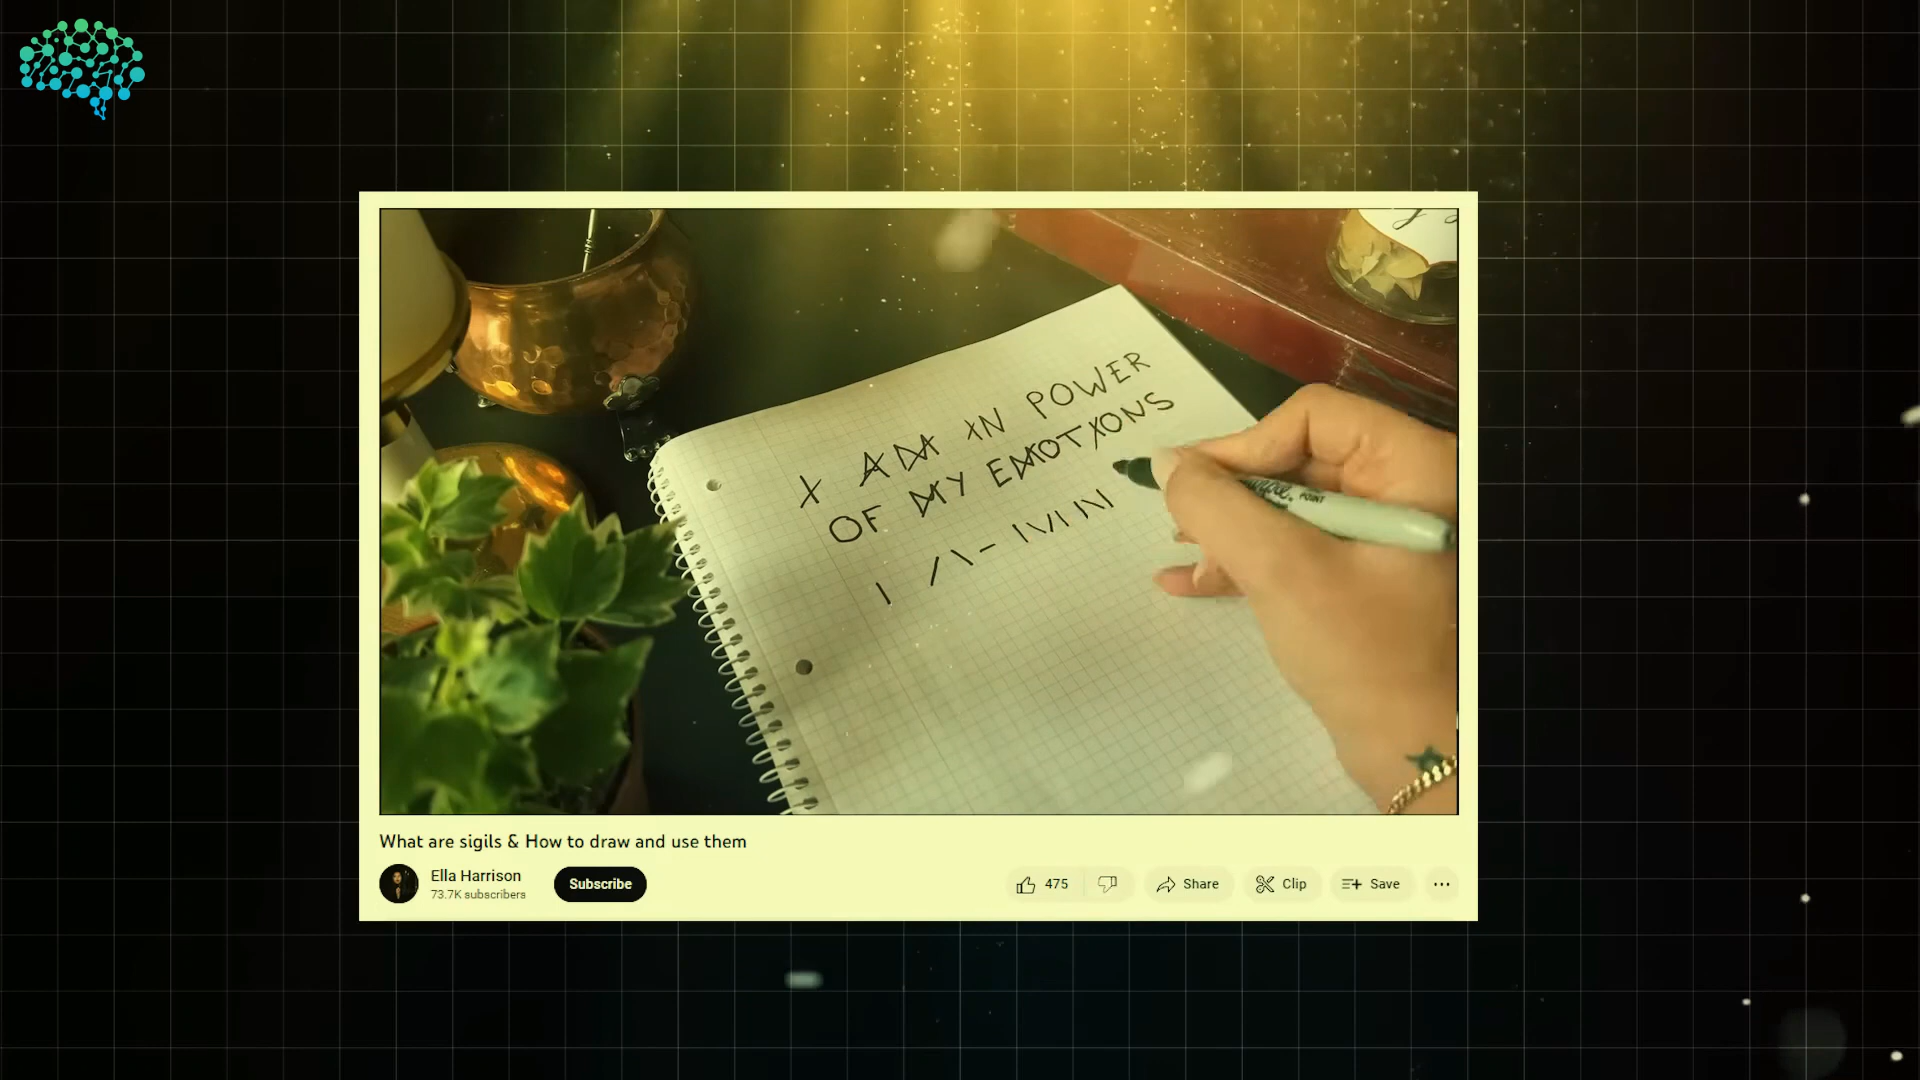 I AM IN POWER
OF MY EMOTIONS
What are sigils & How to draw and use them
Ella Harrison
73.7K subscribers
Subscribe
475
Share
Clip
Save